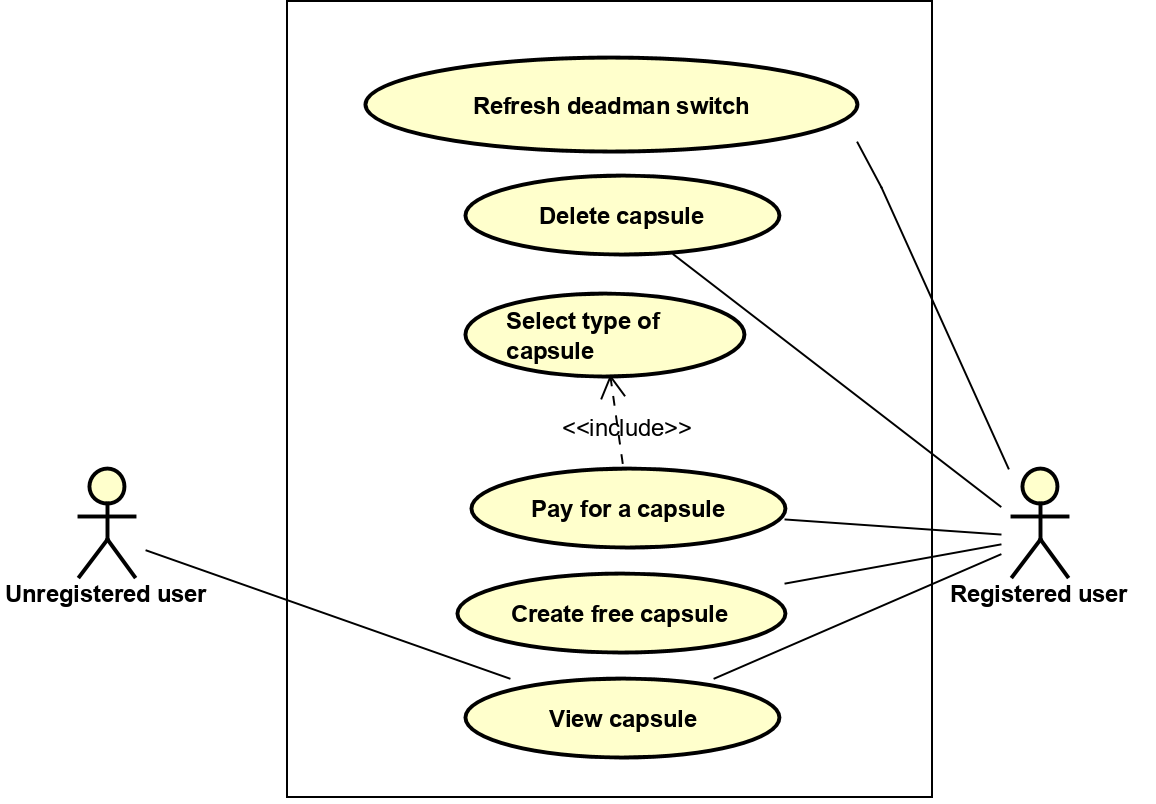 Refresh deadman switch
Delete capsule
Select type of
capsule
<<include>>
Pay for a capsule
Unregistered user
Registered user
Create free capsule
View capsule